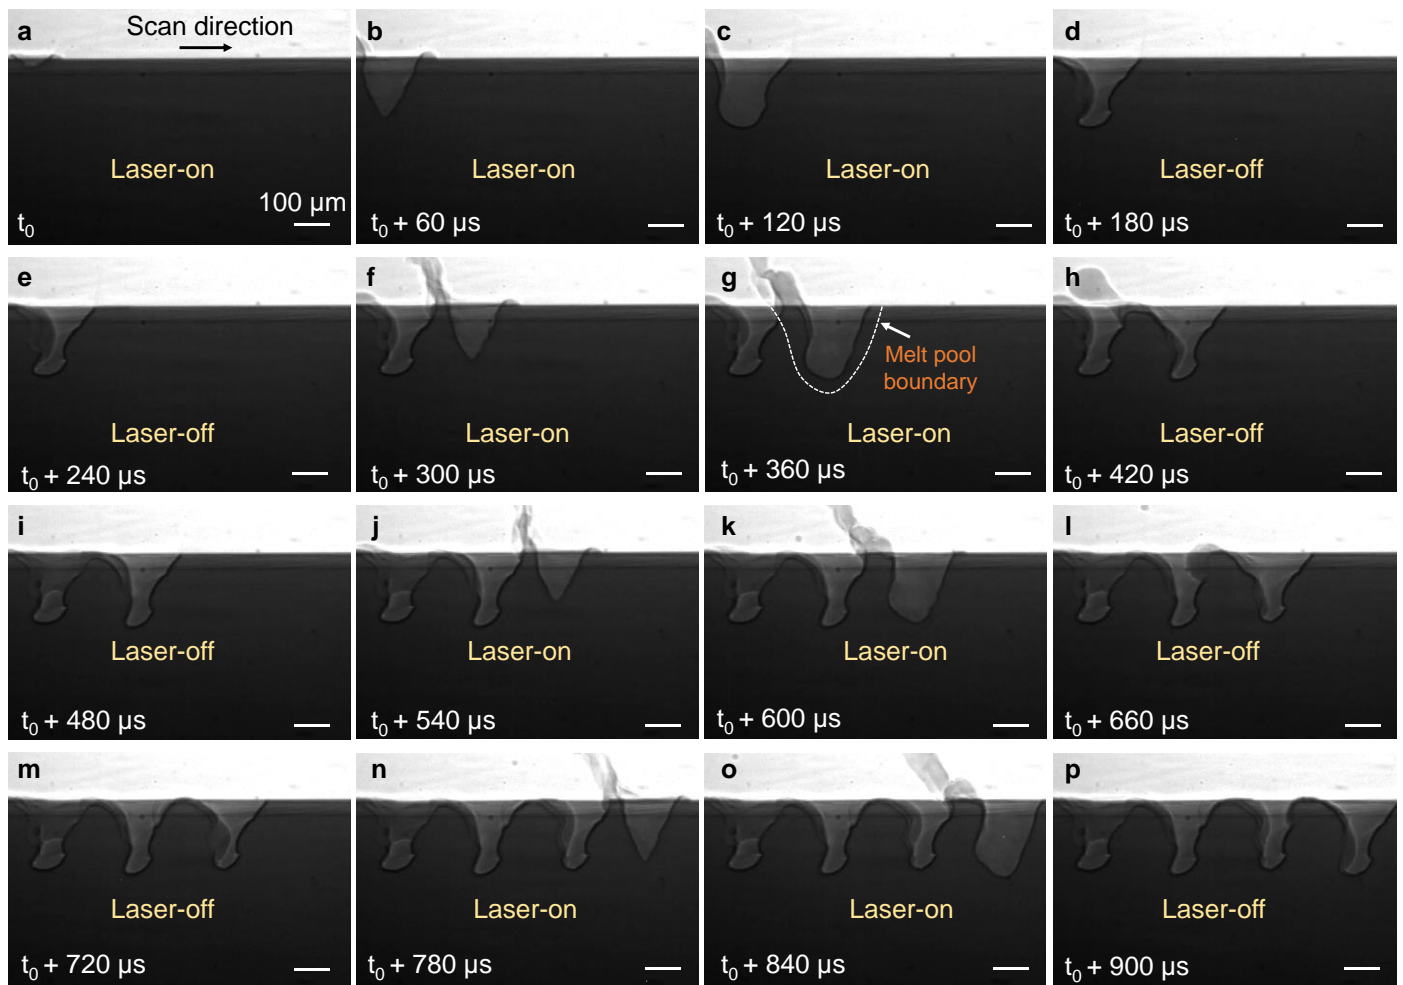 a
Scan direction
Laser-on
100 µm
t0
b
Laser-on
t0 + 60 µs
c
Laser-on
t0 + 120 µs
d
Laser-off
t0 + 180 µs
e
Laser-off
t0 + 240 µs
f
Laser-on
t0 + 300 µs
g
Melt pool
boundary
Laser-on
t0 + 360 µs
h
Laser-off
t0 + 420 µs
i
Laser-off
t0 + 480 µs
j
Laser-on
t0 + 540 µs
k
Laser-on
t0 + 600 µs
l
Laser-off
t0 + 660 µs
m
Laser-off
t0 + 720 µs
n
Laser-on
t0 + 780 µs
o
Laser-on
t0 + 840 µs
p
Laser-off
t0 + 900 µs